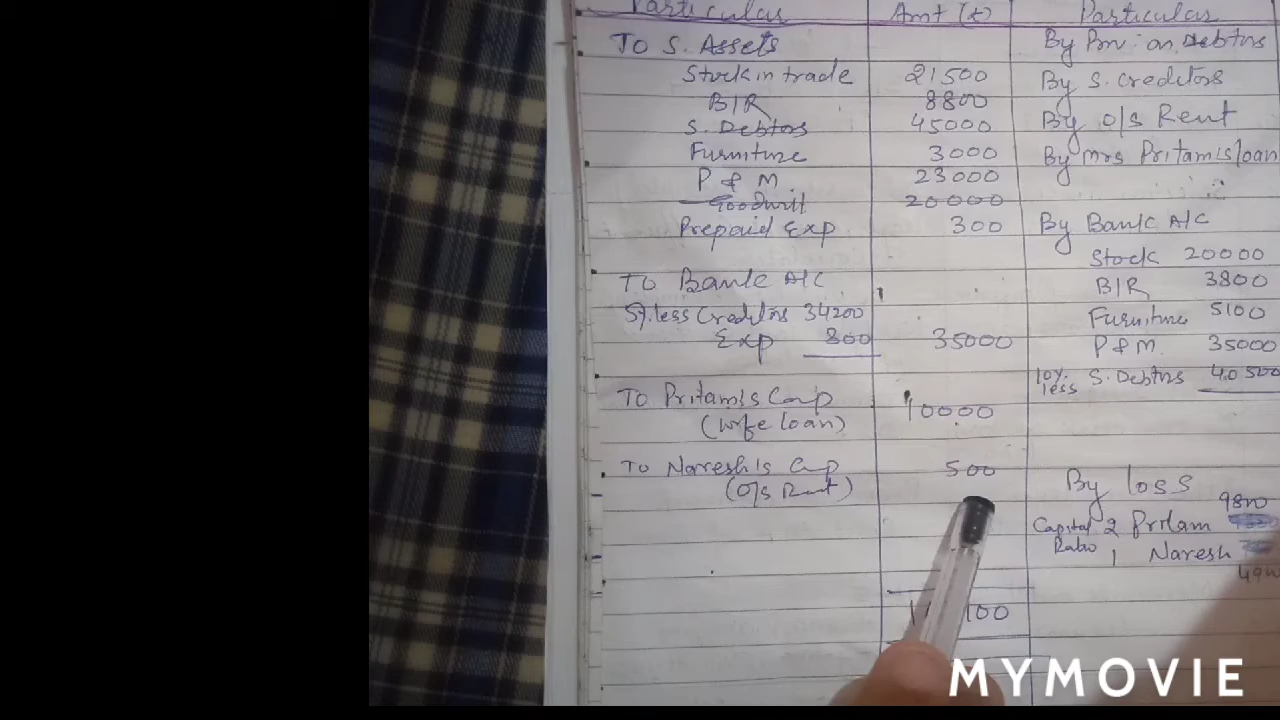 Particulars Amt (₹) Particulars
To S. Assets By Prv. on Debtors
Stock in trade 21500 By S. Creditors
B/R 8800
S. Debtors 45000 By O/s Rent
Furniture 3000 By Mrs Pritam's loan
P & M 23000
Goodwill 20000
Prepaid Exp 300 By Bank A/C
Stock 20000
To Bank A/C B/R 3800
5% less Creditors 34200 Furniture 5100
Exp 800 35000 P & M 35000
10% less S. Debtors 40500
To Pritam's Cap 10000
(Wife loan)
To Naresh's Cap 500
(O/s Rent) By loss
9800
Capital 2 Pritam
Ratio 1 Naresh
100
MYMOVIE